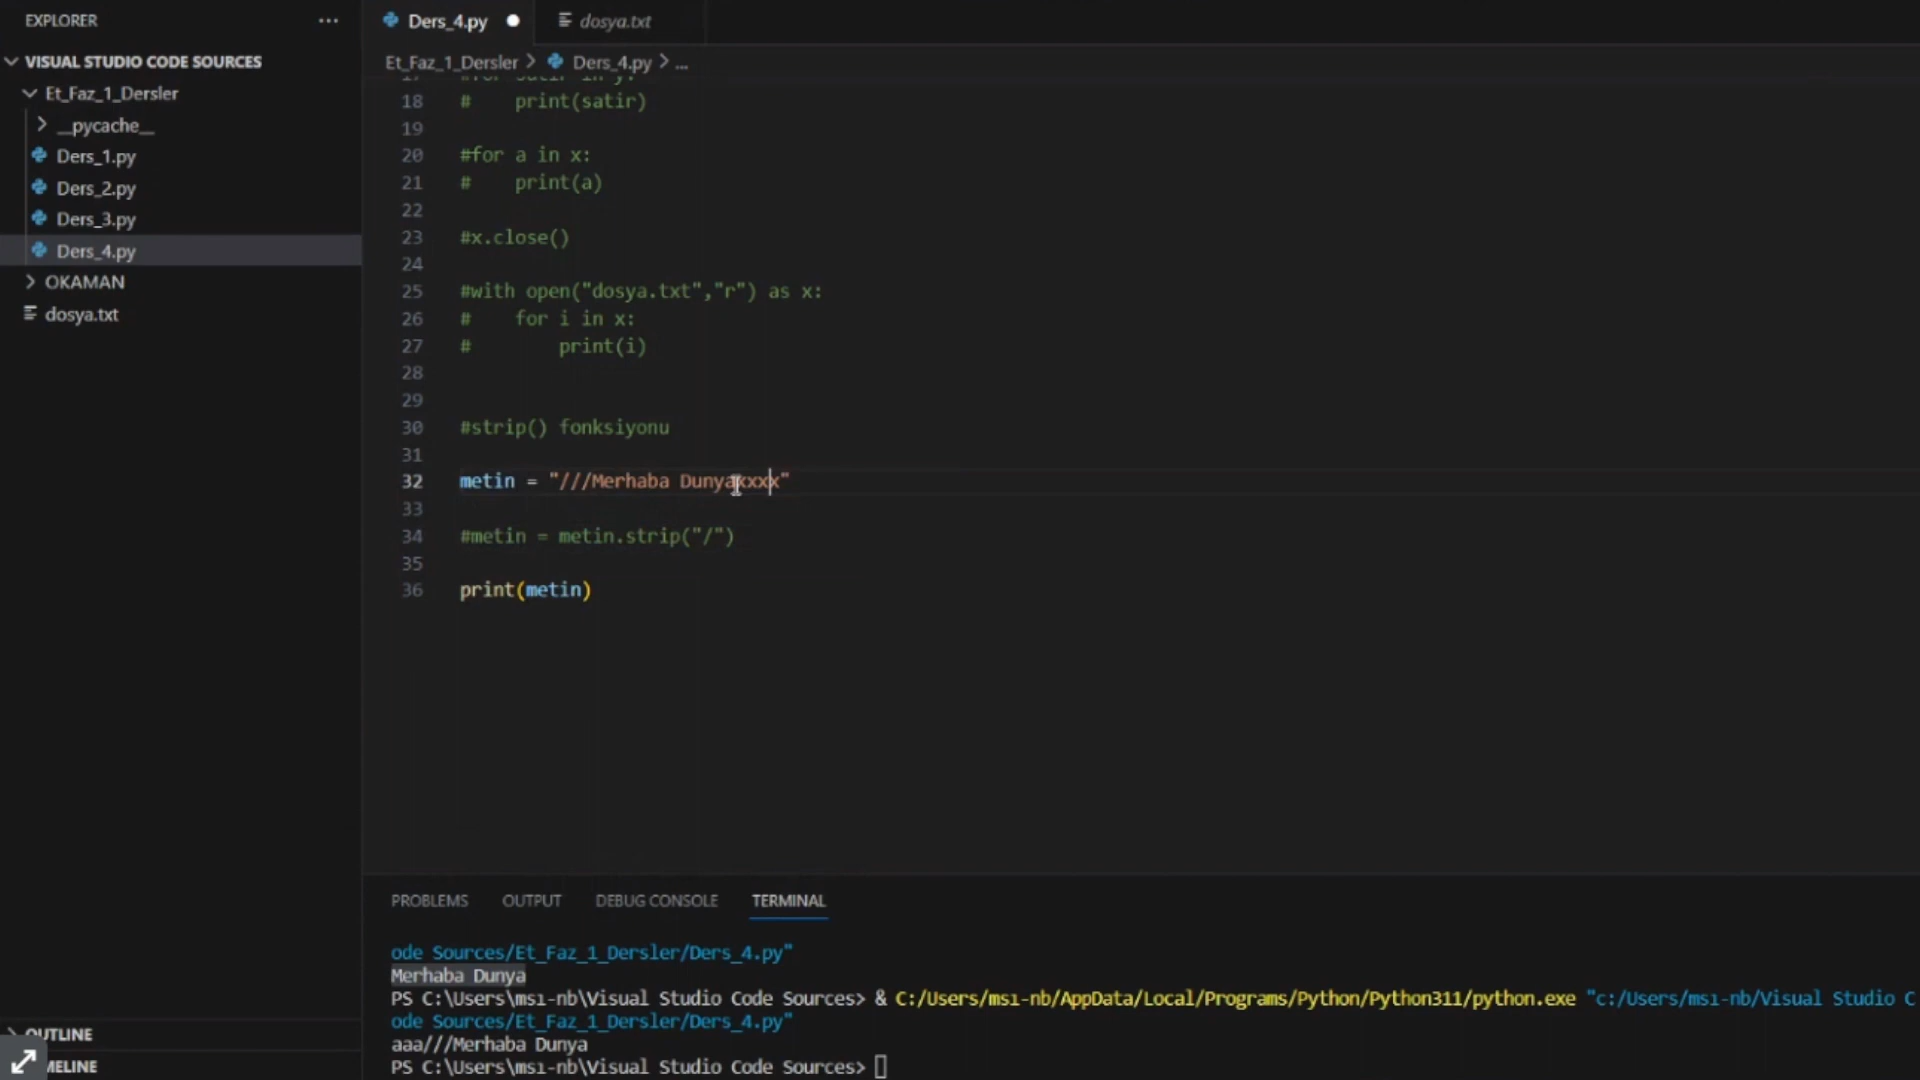 EXPLORER
...
VISUAL STUDIO CODE SOURCES
Et_Faz_1_Dersler
__pycache__
Ders_1.py
Ders_2.py
Ders_3.py
Ders_4.py
OKAMAN
dosya.txt
OUTLINE
MELINE
Ders_4.py
dosya.txt
Et_Faz_1_Dersler > Ders_4.py > ...
18 #    print(satir)
19
20 #for a in x:
21 #    print(a)
22
23 #x.close()
24
25 #with open("dosya.txt","r") as x:
26 #    for i in x:
27 #        print(i)
28
29
30 #strip() fonksiyonu
31
32 metin = "///Merhaba Dunyaxxxx"
33
34 #metin = metin.strip("/")
35
36 print(metin)
PROBLEMS OUTPUT DEBUG CONSOLE TERMINAL
ode Sources/Et_Faz_1_Dersler/Ders_4.py"
Merhaba Dunya
PS C:\Users\msı-nb\Visual Studio Code Sources> & C:/Users/msı-nb/AppData/Local/Programs/Python/Python311/python.exe "c:/Users/msı-nb/Visual Studio C
ode Sources/Et_Faz_1_Dersler/Ders_4.py"
aaa///Merhaba Dunya
PS C:\Users\msı-nb\Visual Studio Code Sources>